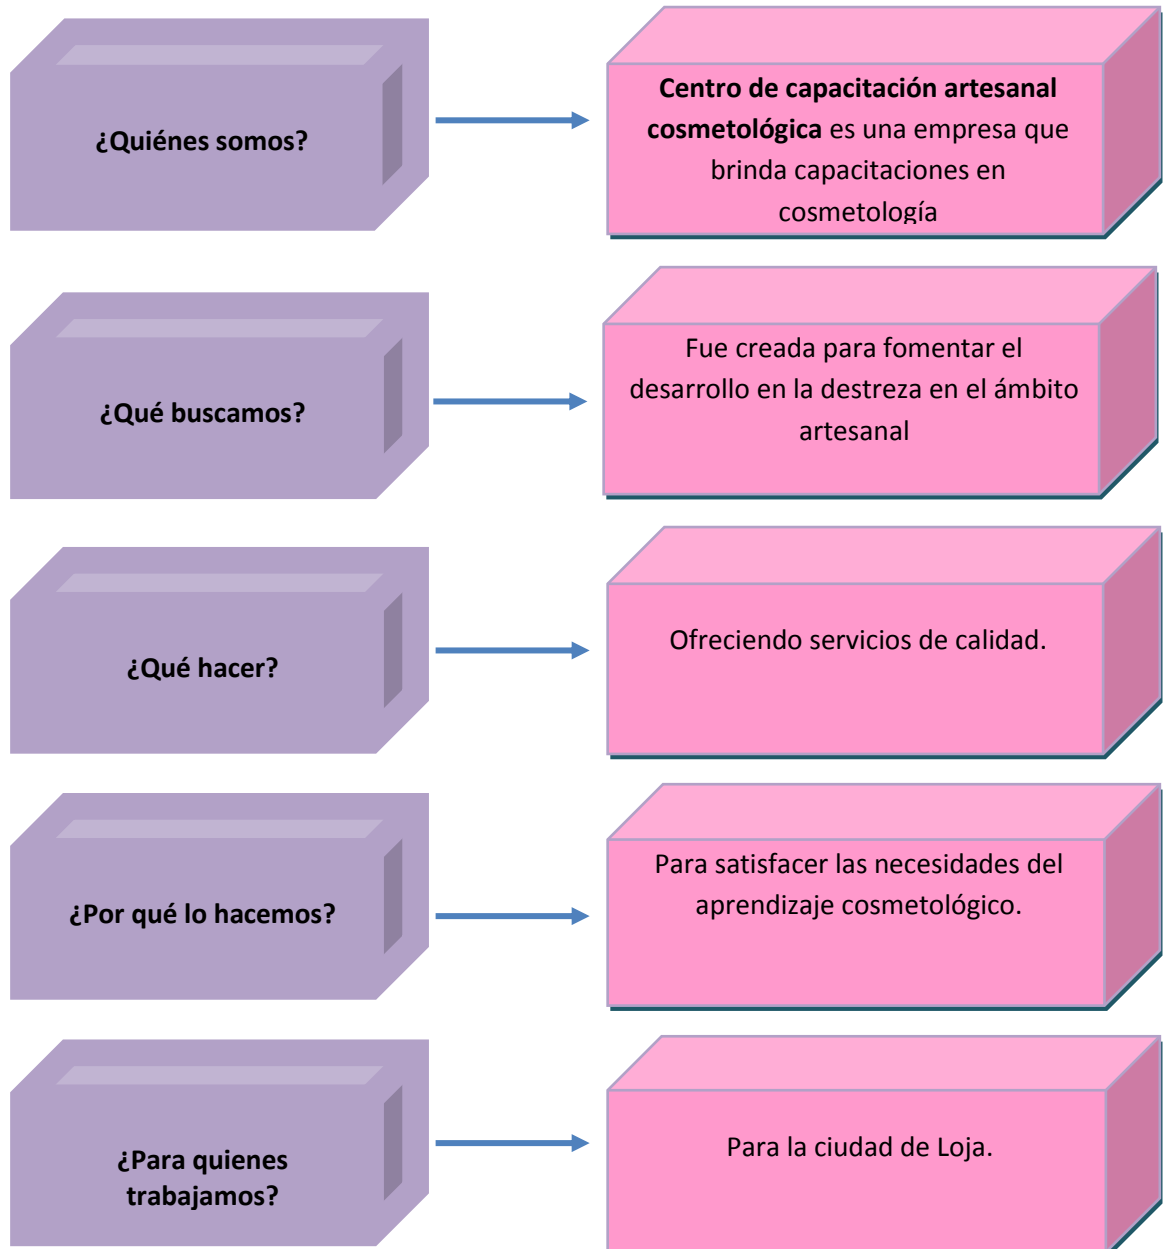 ¿Quiénes somos?
Centro de capacitación artesanal
cosmetológica es una empresa que
brinda capacitaciones en
cosmetología
¿Qué buscamos?
Fue creada para fomentar el
desarrollo en la destreza en el ámbito
artesanal
¿Qué hacer?
Ofreciendo servicios de calidad.
¿Por qué lo hacemos?
Para satisfacer las necesidades del
aprendizaje cosmetológico.
¿Para quienes
trabajamos?
Para la ciudad de Loja.